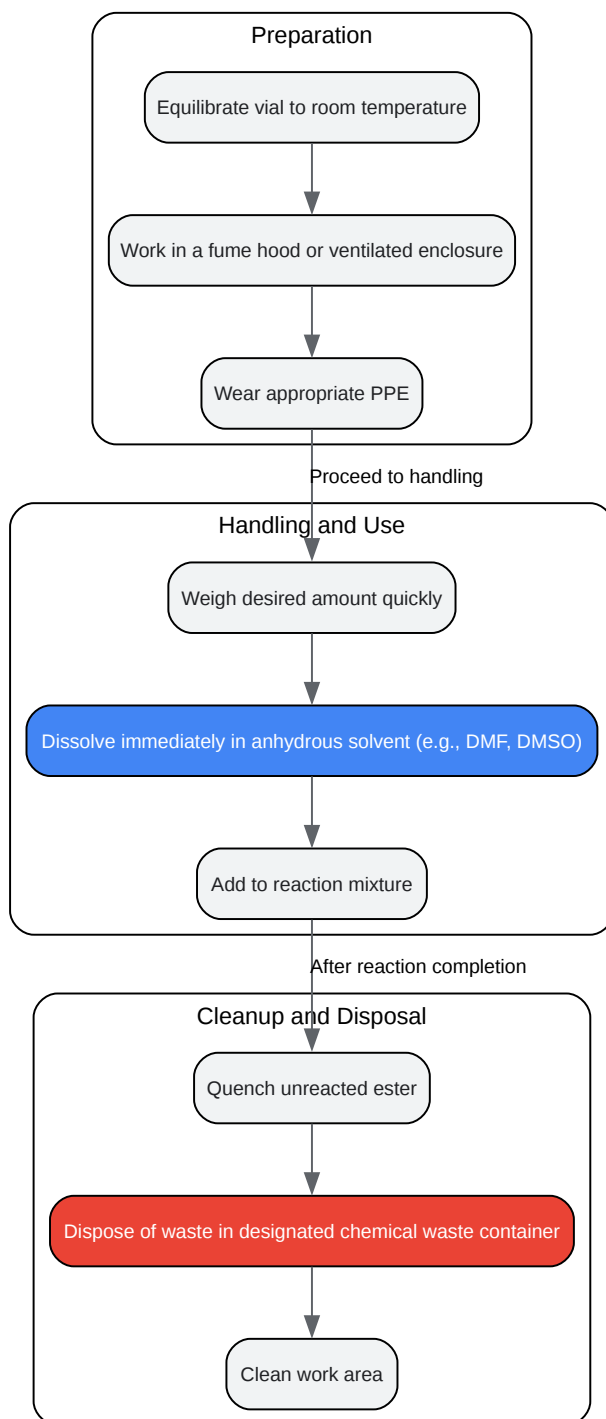 Preparation
Equilibrate vial to room temperature
Work in a fume hood or ventilated enclosure
Wear appropriate PPE
Proceed to handling
Handling and Use
Weigh desired amount quickly
Dissolve immediately in anhydrous solvent (e.g., DMF, DMSO)
Add to reaction mixture
After reaction completion
Cleanup and Disposal
Quench unreacted ester
Dispose of waste in designated chemical waste container
Clean work area